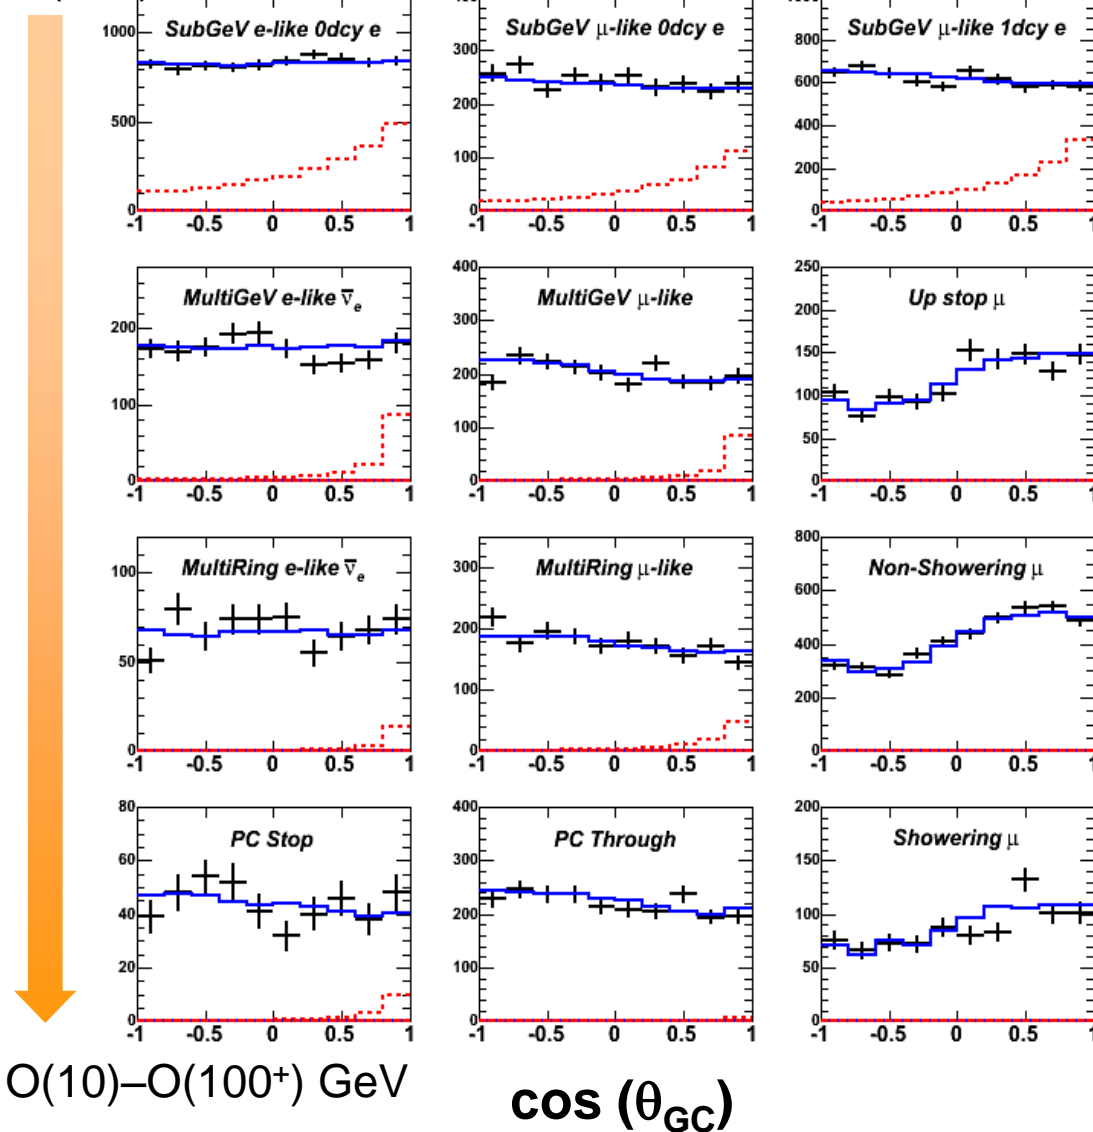 SubGeV e-like 0dcy e
1000
500
0
-1 -0.5 0 0.5 1
SubGeV μ-like 0dcy e
300
200
100
0
-1 -0.5 0 0.5 1
SubGeV μ-like 1dcy e
800
600
400
200
0
-1 -0.5 0 0.5 1
MultiGeV e-like ν̅e
200
100
0
-1 -0.5 0 0.5 1
MultiGeV μ-like
400
300
200
100
0
-1 -0.5 0 0.5 1
Up stop μ
250
200
150
100
50
0
-1 -0.5 0 0.5 1
MultiRing e-like ν̅e
100
50
0
-1 -0.5 0 0.5 1
MultiRing μ-like
300
200
100
0
-1 -0.5 0 0.5 1
Non-Showering μ
800
600
400
200
0
-1 -0.5 0 0.5 1
PC Stop
80
60
40
20
0
-1 -0.5 0 0.5 1
PC Through
400
300
200
100
0
-1 -0.5 0 0.5 1
Showering μ
200
150
100
50
0
-1 -0.5 0 0.5 1
O(10)–O(100⁺) GeV
cos (θGC)